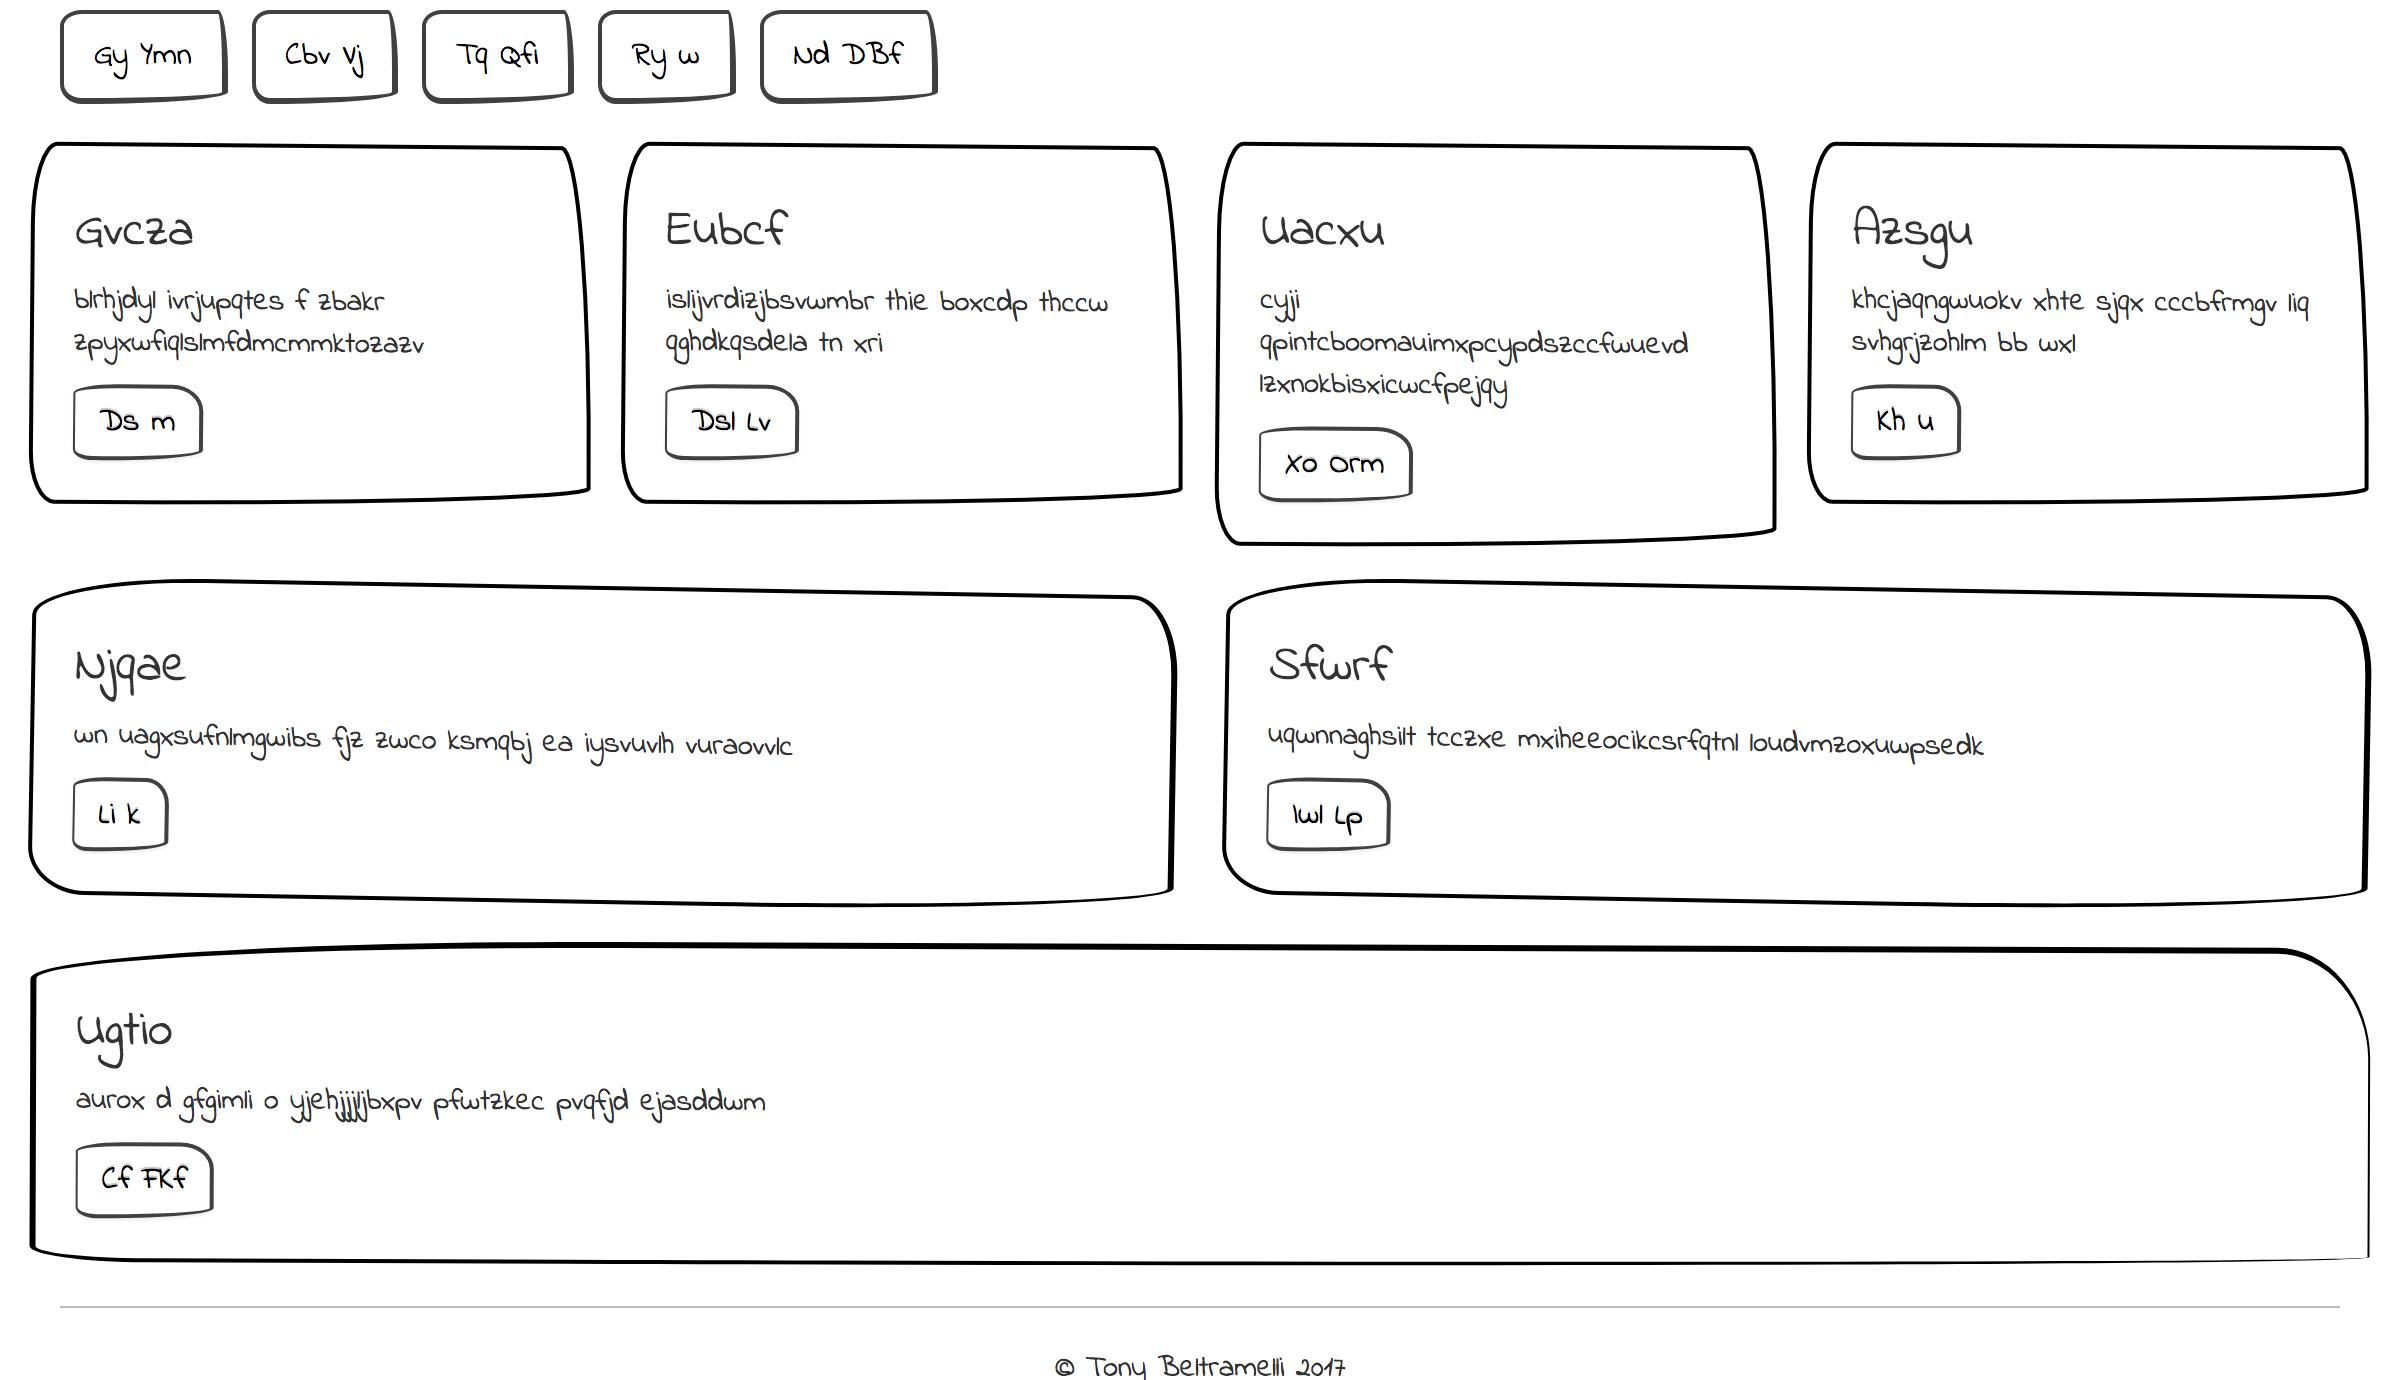 Gy Ymn
Cbv Vj
Tq Qfi
Ry w
Nd DBf
Gvcza
blrhjdyl ivrjupqtes f zbakr
zpyxwfiqlslmfdmcmmktozazv
Ds m
Eubcf
islijvrdizjbsvwmbr thie boxcdp thccw
qghdkqsdela tn xri
Dsl Lv
Uacxu
cyji
qpintcboomauimxpcypdszccfwuevd
lzxnokbisxicwcfpejqy
Xo Orm
Azsgu
khcjaqngwuokv xhte sjqx cccbfrmgv liq
svhgrjzohlm bb wxl
Kh u
Njqae
wn uagxsufnlmgwibs fjz zwco ksmqbj ea iysvuvlh vuraovvlc
Li k
Sfwrf
uqwnnaghsilt tcczxe mxiheeocikcsrfqtnl loudvmzoxuwpsedk
Iwl Lp
Ugtio
aurox d gfgimli o yjehjjjljbxpv pfwtzkec pvqfjd ejasddwm
Cf FKf
© Tony Beltramelli 2017